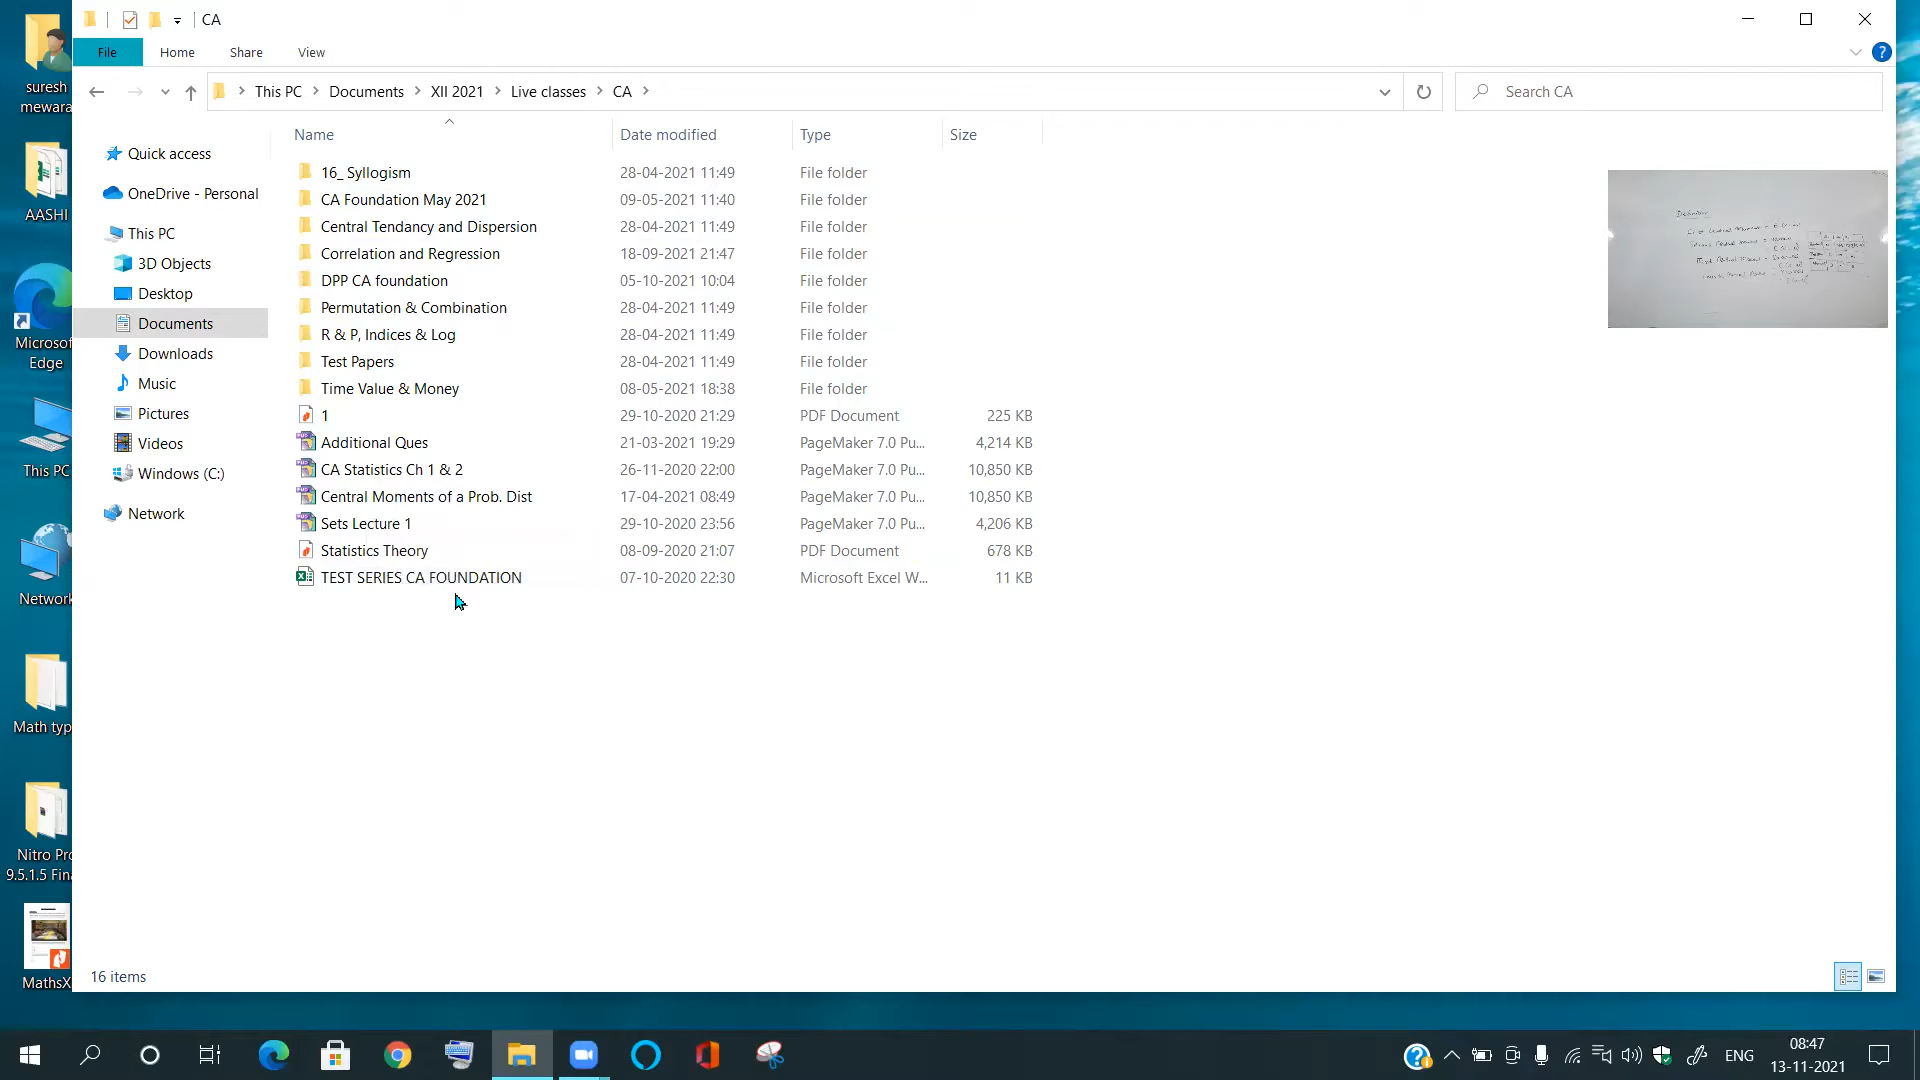 CA
File Home Share View
This PC Documents XII 2021 Live classes CA
Search CA
Name Date modified Type Size
Quick access
OneDrive - Personal
This PC
3D Objects
Desktop
Documents
Downloads
Music
Pictures
Videos
Windows (C:)
Network
16_ Syllogism 28-04-2021 11:49 File folder
CA Foundation May 2021 09-05-2021 11:40 File folder
Central Tendancy and Dispersion 28-04-2021 11:49 File folder
Correlation and Regression 18-09-2021 21:47 File folder
DPP CA foundation 05-10-2021 10:04 File folder
Permutation & Combination 28-04-2021 11:49 File folder
R & P, Indices & Log 28-04-2021 11:49 File folder
Test Papers 28-04-2021 11:49 File folder
Time Value & Money 08-05-2021 18:38 File folder
1 29-10-2020 21:29 PDF Document 225 KB
Additional Ques 21-03-2021 19:29 PageMaker 7.0 Pu... 4,214 KB
CA Statistics Ch 1 & 2 26-11-2020 22:00 PageMaker 7.0 Pu... 10,850 KB
Central Moments of a Prob. Dist 17-04-2021 08:49 PageMaker 7.0 Pu... 10,850 KB
Sets Lecture 1 29-10-2020 23:56 PageMaker 7.0 Pu... 4,206 KB
Statistics Theory 08-09-2020 21:07 PDF Document 678 KB
TEST SERIES CA FOUNDATION 07-10-2020 22:30 Microsoft Excel W... 11 KB
16 items
suresh
mewara
AASHI
Microsof
Edge
This PC
Network
Math typ
Nitro Pro
9.5.1.5 Fina
MathsX
ENG
08:47
13-11-2021